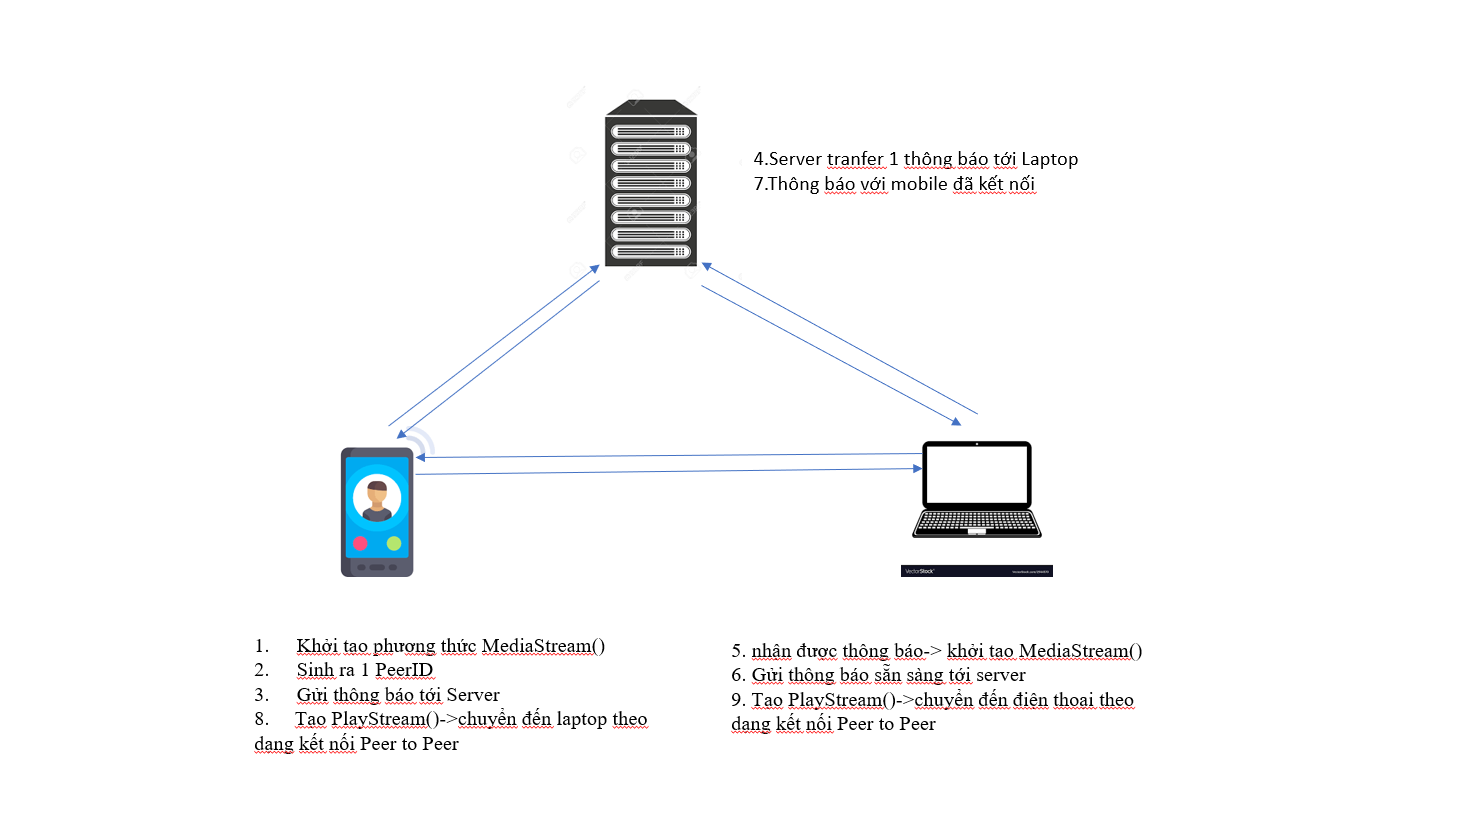 4.Server tranfer 1 thông báo tới Laptop
7.Thông báo với mobile đã kết nối
VectorStock
1. Khởi tạo phương thức MediaStream()
2. Sinh ra 1 PeerID
3. Gửi thông báo tới Server
8. Tạo PlayStream()->chuyển đến laptop theo
dạng kết nối Peer to Peer
5. nhận được thông báo-> khởi tạo MediaStream()
6. Gửi thông báo sẵn sàng tới server
9. Tạo PlayStream()->chuyển đến điện thoại theo
dạng kết nối Peer to Peer